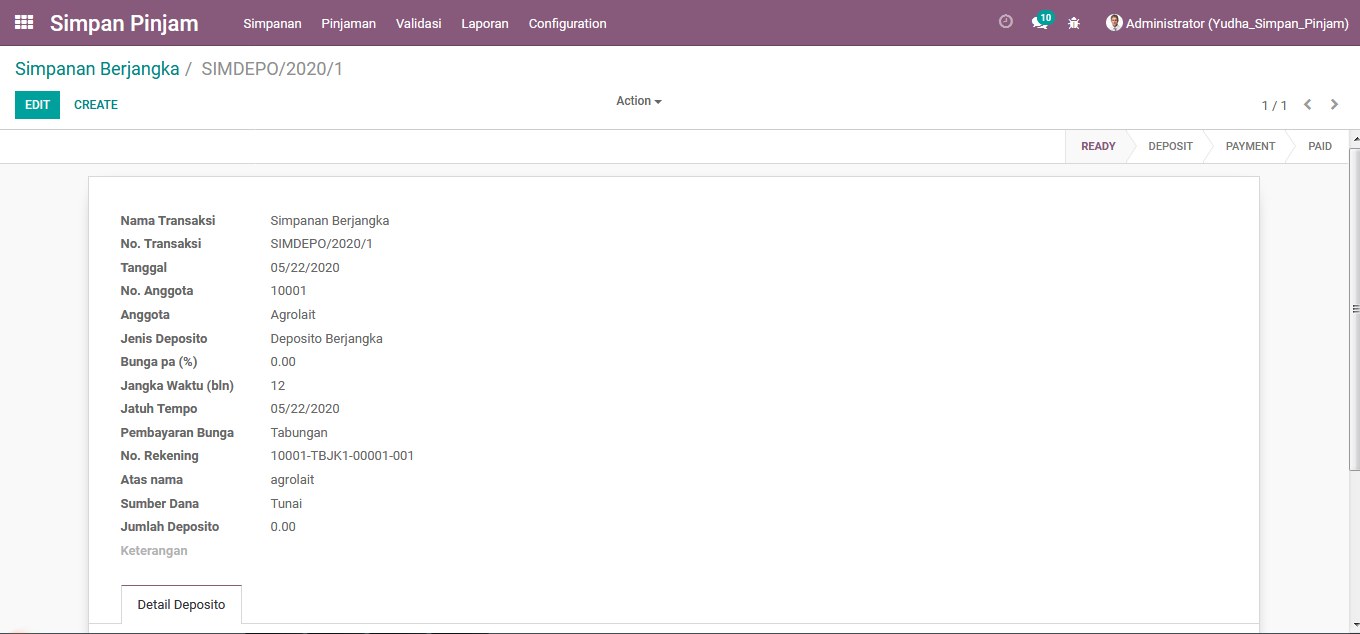 Simpan Pinjam Simpanan Pinjaman Validasi Laporan Configuration 10 Administrator (Yudha_Simpan_Pinjam)
Simpanan Berjangka / SIMDEPO/2020/1
EDIT CREATE Action 1 / 1
READY DEPOSIT PAYMENT PAID
Nama Transaksi Simpanan Berjangka
No. Transaksi SIMDEPO/2020/1
Tanggal 05/22/2020
No. Anggota 10001
Anggota Agrolait
Jenis Deposito Deposito Berjangka
Bunga pa (%) 0.00
Jangka Waktu (bln) 12
Jatuh Tempo 05/22/2020
Pembayaran Bunga Tabungan
No. Rekening 10001-TBJK1-00001-001
Atas nama agrolait
Sumber Dana Tunai
Jumlah Deposito 0.00
Keterangan
Detail Deposito